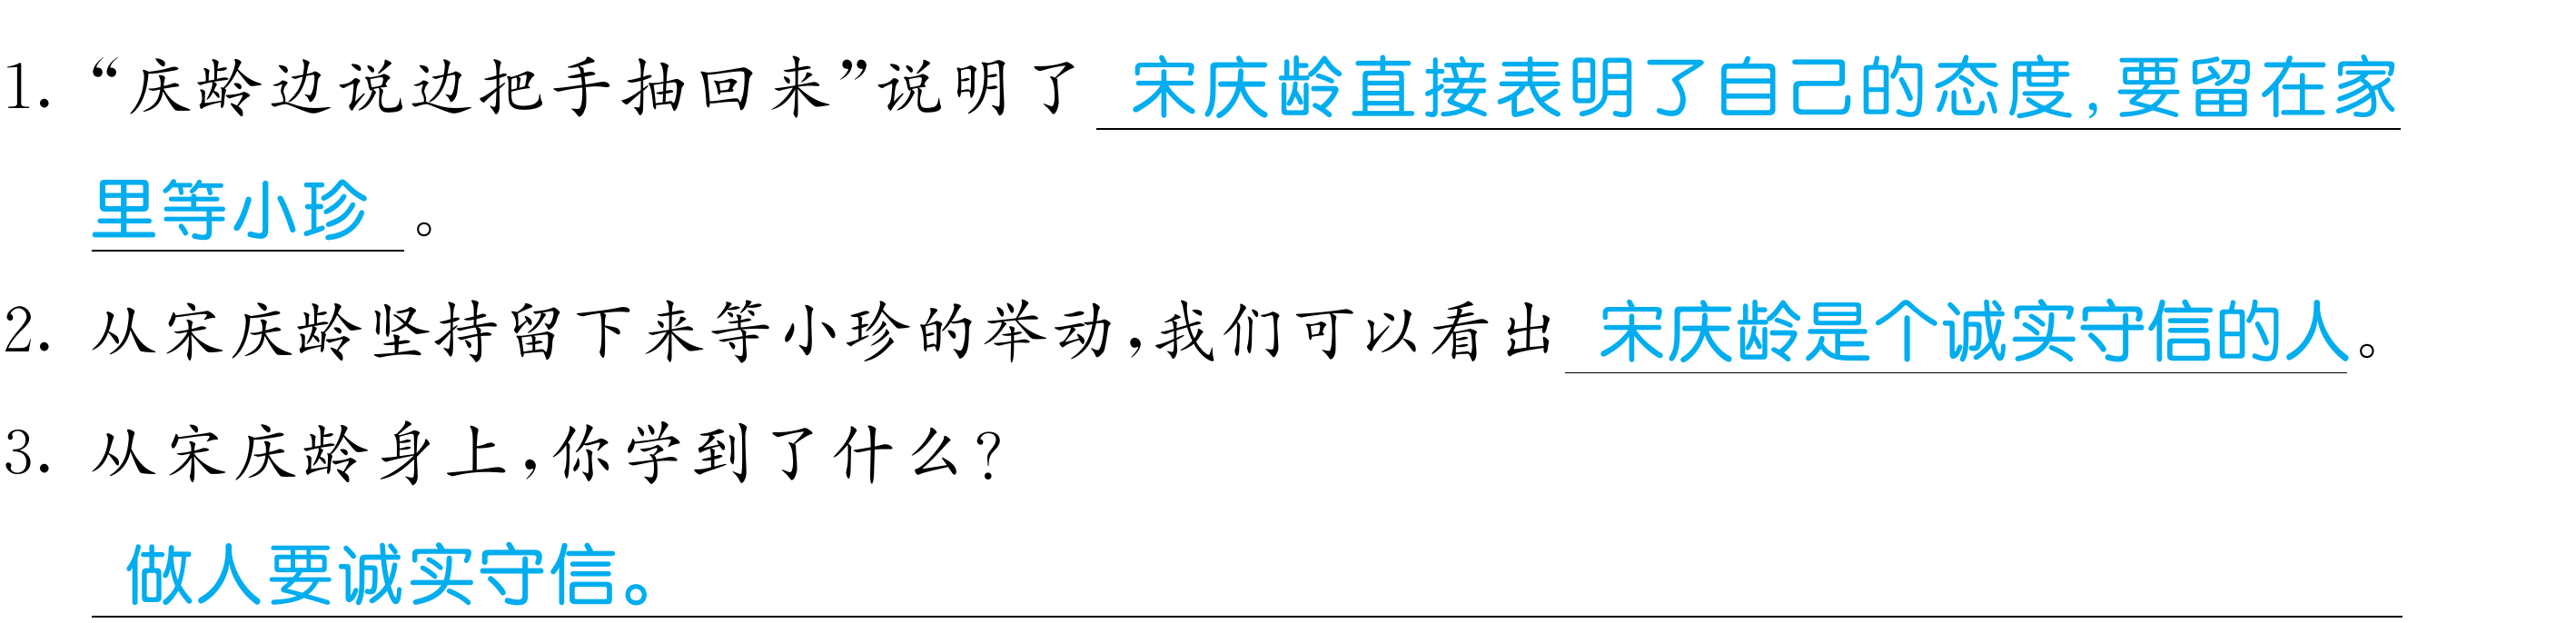 1. “庆龄边说边把手抽回来”说明了 宋庆龄直接表明了自己的态度,要留在家
里等小珍 。
2. 从宋庆龄坚持留下来等小珍的举动,我们可以看出 宋庆龄是个诚实守信的人。
3. 从宋庆龄身上,你学到了什么?
做人要诚实守信。